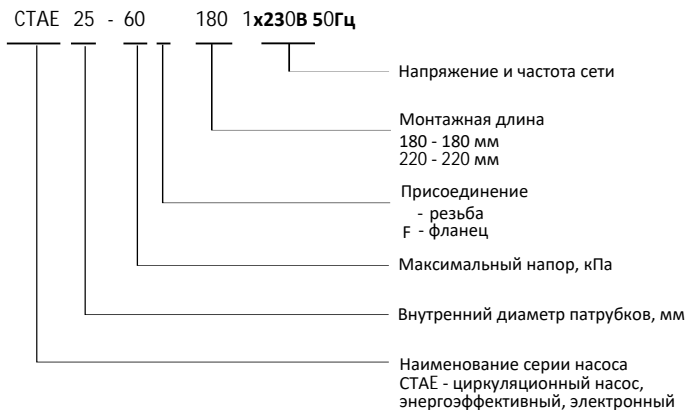 СТАЕ 25 - 60 180 1x230В 50Гц
Напряжение и частота сети
Монтажная длина
180 - 180 мм
220 - 220 мм
Присоединение
- резьба
F - фланец
Максимальный напор, кПа
Внутренний диаметр патрубков, мм
Наименование серии насоса
СТАЕ - циркуляционный насос,
энергоэффективный, электронный